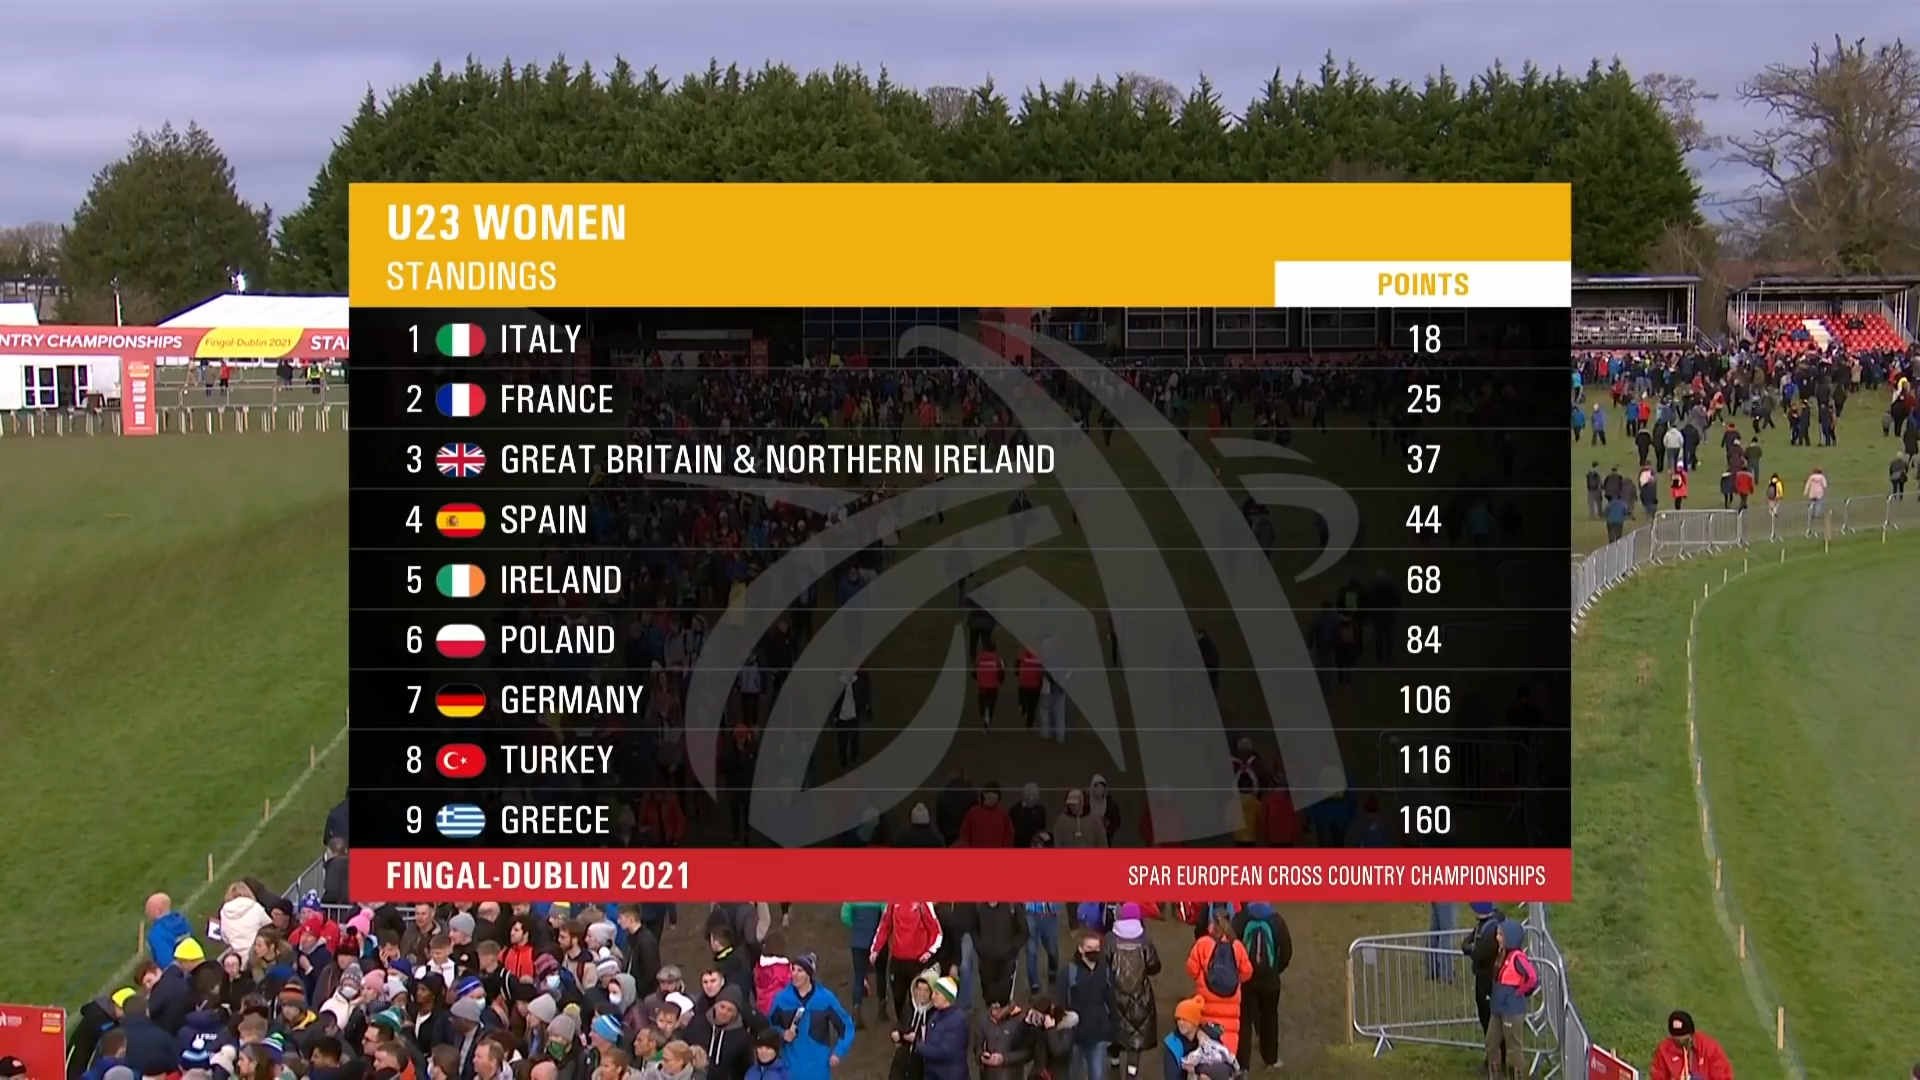 U23 WOMEN
STANDINGS
POINTS
1 ITALY 18
2 FRANCE 25
3 GREAT BRITAIN & NORTHERN IRELAND 37
4 SPAIN 44
5 IRELAND 68
6 POLAND 84
7 GERMANY 106
8 TURKEY 116
9 GREECE 160
FINGAL-DUBLIN 2021
SPAR EUROPEAN CROSS COUNTRY CHAMPIONSHIPS
NTRY CHAMPIONSHIPS
Fingal-Dublin 2021
STA